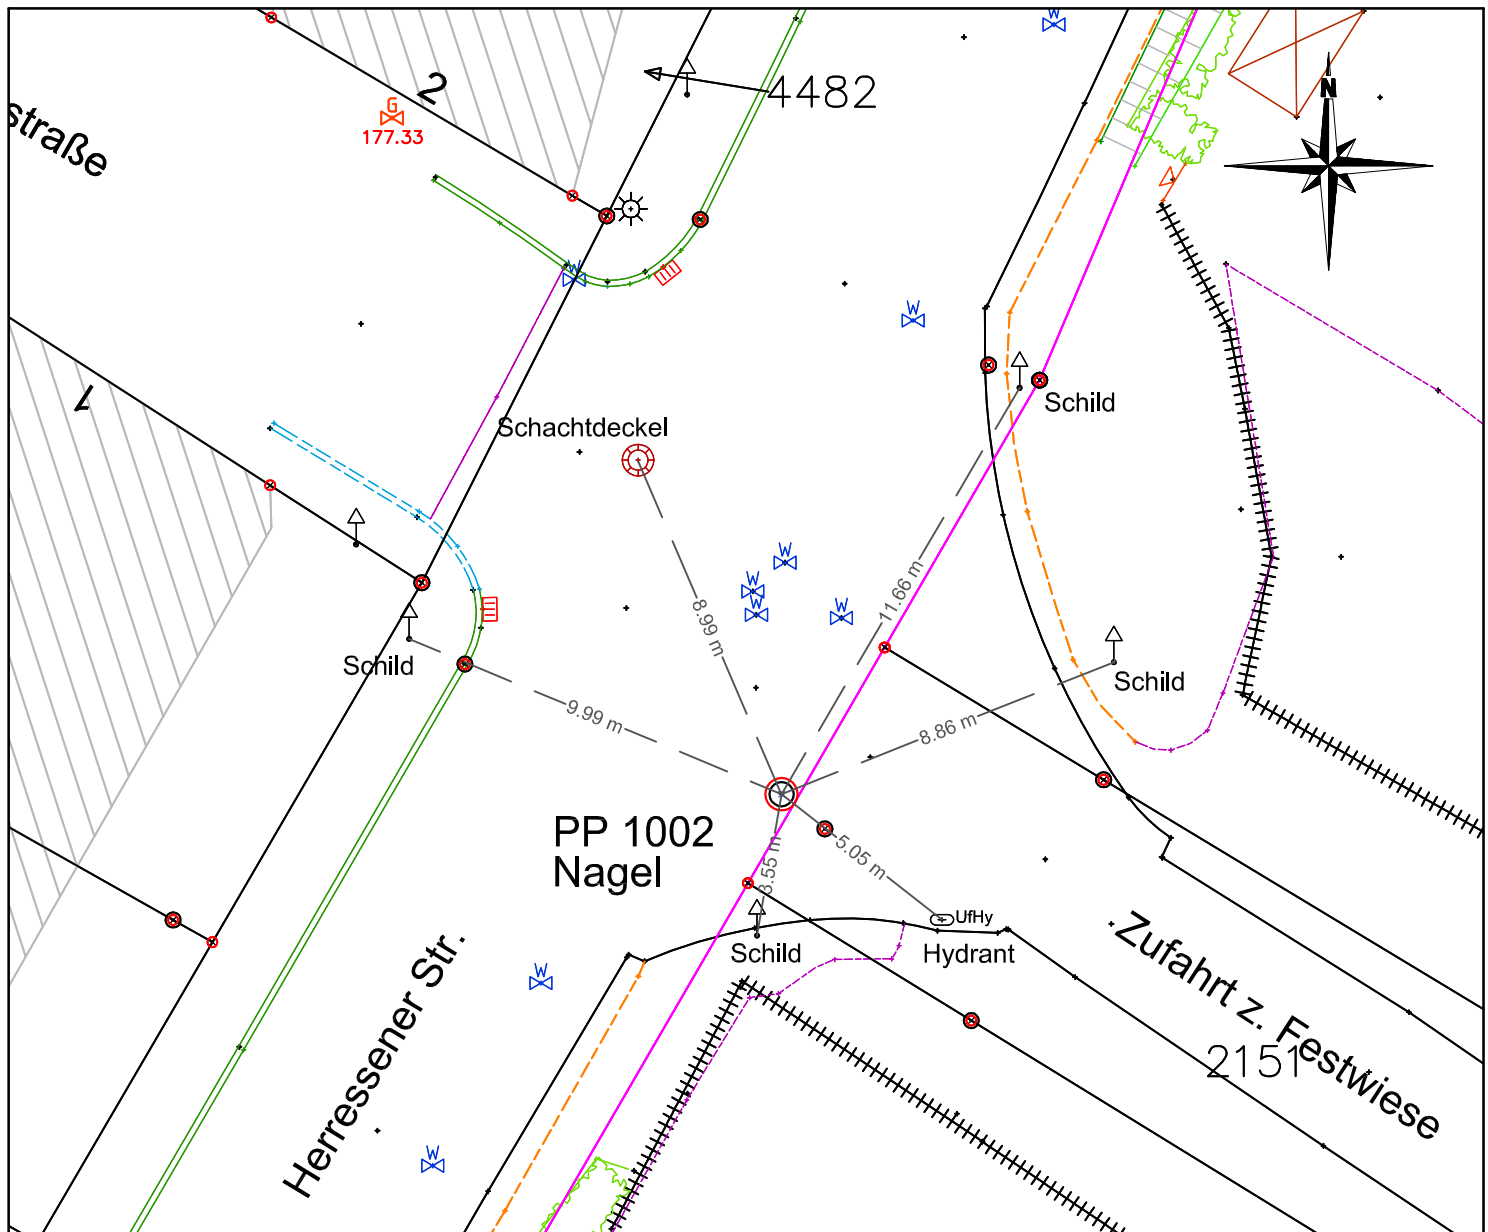 W
2
4482
G
177.33
straße
N
W
W
1
Schild
Schachtdeckel
W
W
W
W
8.99 m
11.66 m
Schild
Schild
9.99 m
8.86 m
PP 1002
Nagel
5.05 m
3.55 m
UfHy
Schild
Hydrant
W
Herressener Str.
Zufahrt z. Festwiese
2151
W